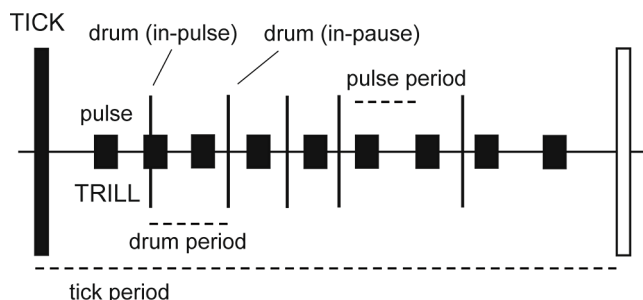 TICK
drum (in-pulse)
drum (in-pause)
pulse period
pulse
TRILL
drum period
tick period